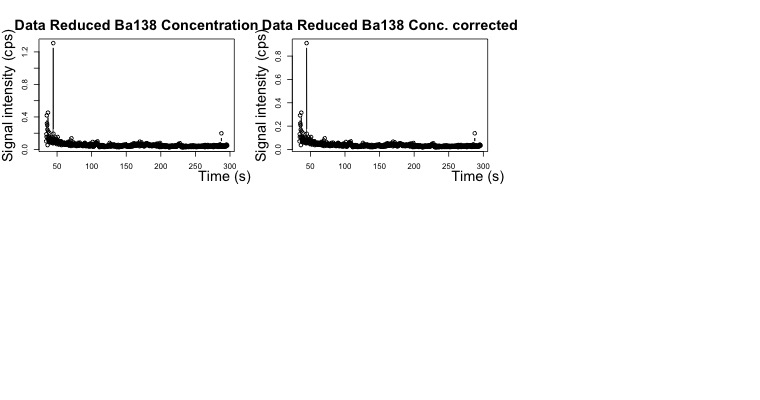 Data Reduced Ba138 Concentration
Signal intensity (cps)
0.0 0.4 0.8 1.2
50 100 150 200 250 300
Time (s)
Data Reduced Ba138 Conc. corrected
Signal intensity (cps)
0.0 0.2 0.4 0.6 0.8
50 100 150 200 250 300
Time (s)